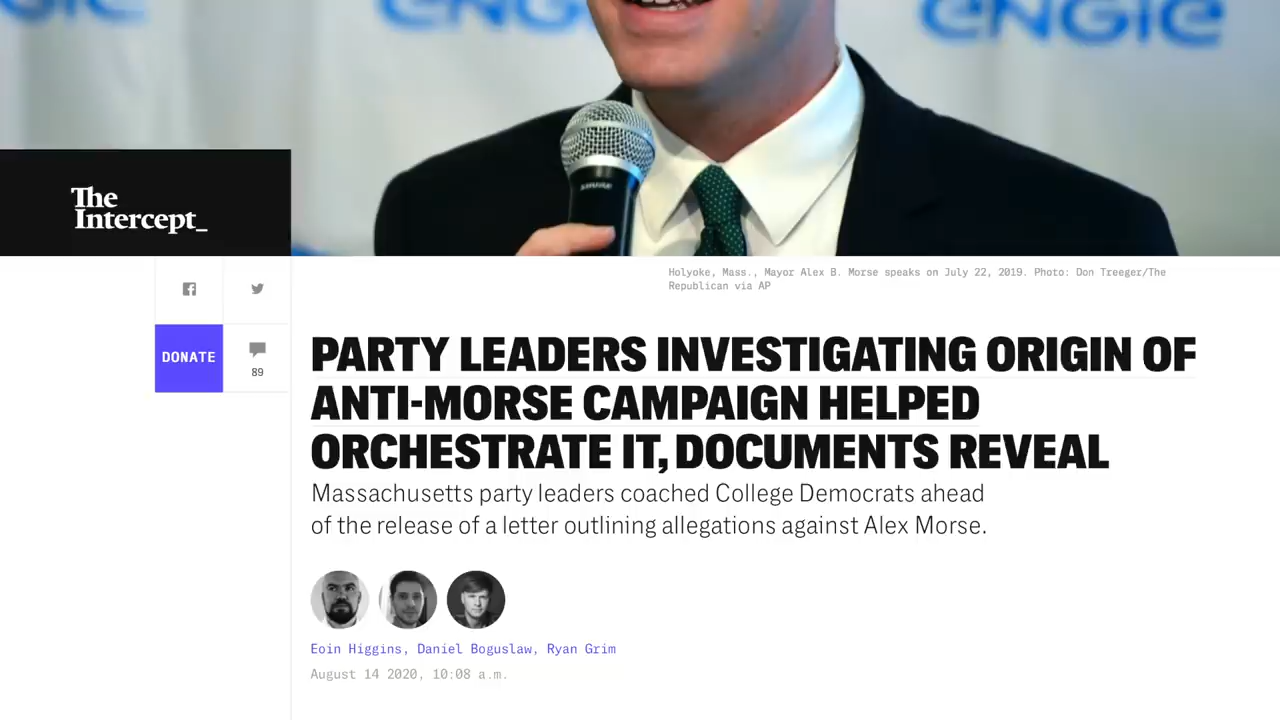 ENGIE
ENGIE
The
Intercept_
SHURE
Holyoke, Mass., Mayor Alex B. Morse speaks on July 22, 2019. Photo: Don Treeger/The
Republican via AP
DONATE
89
PARTY LEADERS INVESTIGATING ORIGIN OF
ANTI-MORSE CAMPAIGN HELPED
ORCHESTRATE IT, DOCUMENTS REVEAL
Massachusetts party leaders coached College Democrats ahead
of the release of a letter outlining allegations against Alex Morse.
Eoin Higgins, Daniel Boguslaw, Ryan Grim
August 14 2020, 10:08 a.m.